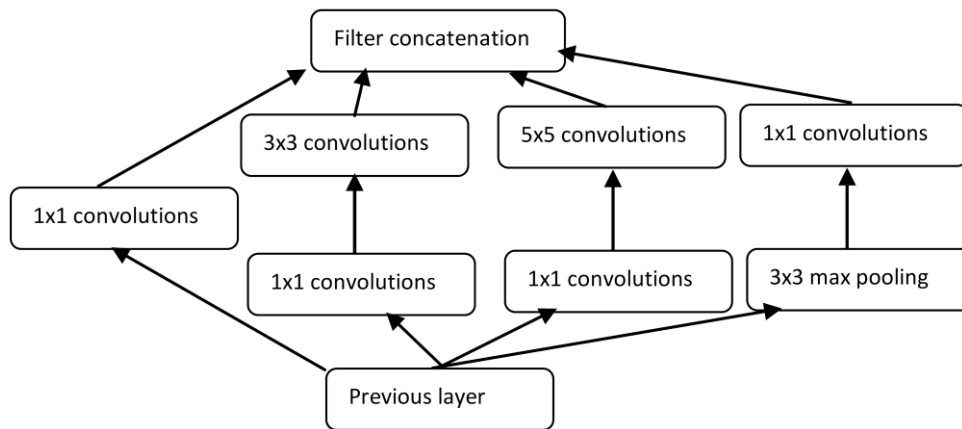 Filter concatenation
3x3 convolutions
5x5 convolutions
1x1 convolutions
1x1 convolutions
1x1 convolutions
1x1 convolutions
3x3 max pooling
Previous layer